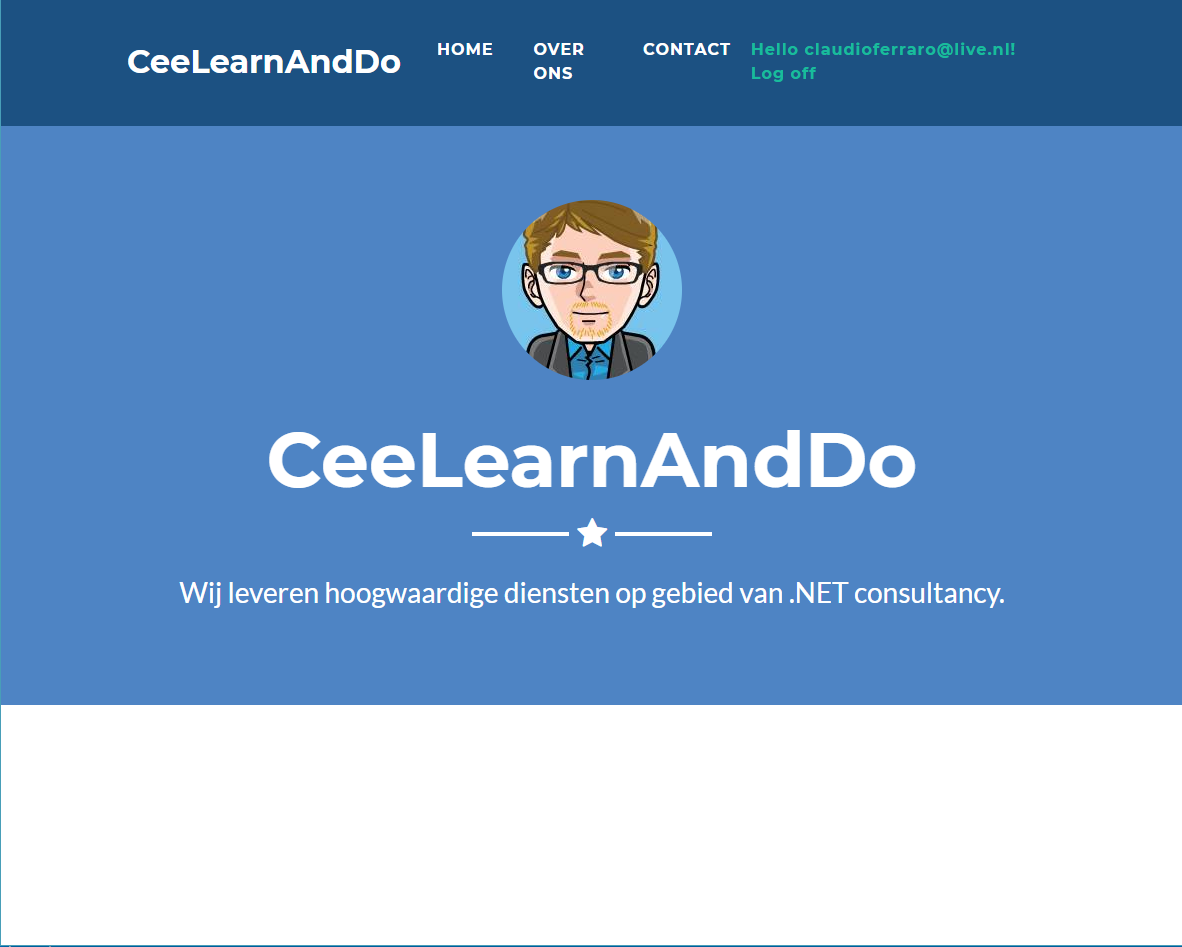 CeeLearnAndDo
HOME
OVER
ONS
CONTACT
Hello claudioferraro@live.nl!
Log off
CeeLearnAndDo
Wij leveren hoogwaardige diensten op gebied van .NET consultancy.